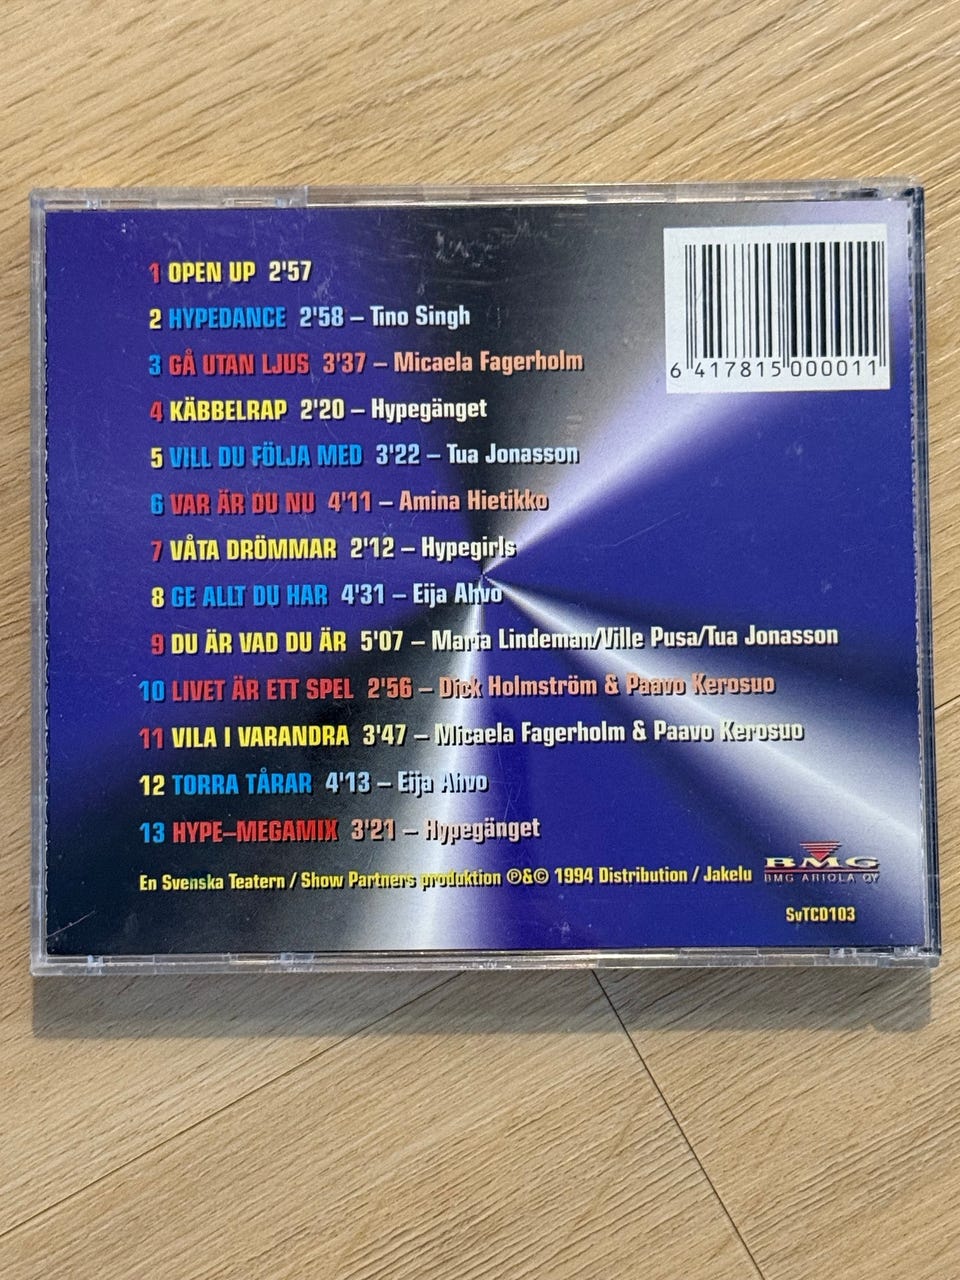 1 OPEN UP 2'57
2 HYPEDANCE 2'58 – Tino Singh
3 GÅ UTAN LJUS 3'37 – Micaela Fagerholm
4 KÄBBELRAP 2'20 – Hypegänget
5 VILL DU FÖLJA MED 3'22 – Tua Jonasson
6 VAR ÄR DU NU 4'11 – Amina Hietikko
7 VÅTA DRÖMMAR 2'12 – Hypegirls
8 GE ALLT DU HAR 4'31 – Eija Ahvo
9 DU ÄR VAD DU ÄR 5'07 – Maria Lindeman/Ville Pusa/Tua Jonasson
10 LIVET ÄR ETT SPEL 2'56 – Dick Holmström & Paavo Kerosuo
11 VILA I VARANDRA 3'47 – Micaela Fagerholm & Paavo Kerosuo
12 TORRA TÅRAR 4'13 – Eija Ahvo
13 HYPE–MEGAMIX 3'21 – Hypegänget
En Svenska Teatern / Show Partners produktion ℗&© 1994 Distribution / Jakelu
BMG
BMG ARIOLA OY
SvTCD103
6 417815 000011